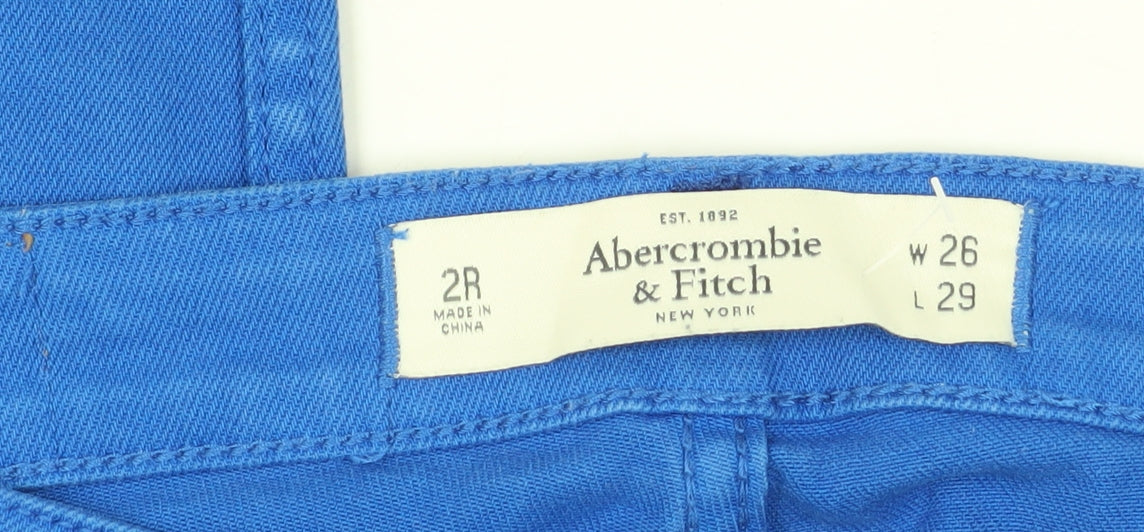 EST. 1892
Abercrombie
& Fitch
NEW YORK
2R
MADE IN
CHINA
W 26
L 29